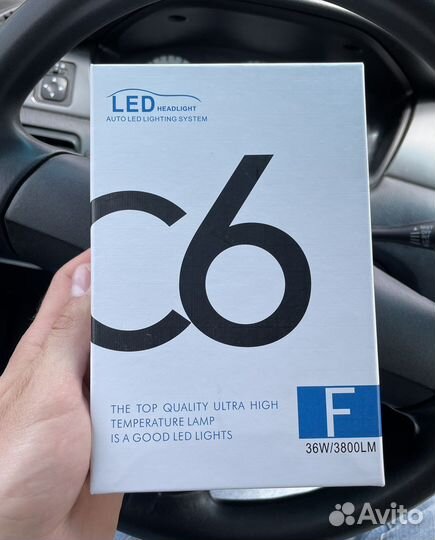 LED HEADLIGHT
AUTO LED LIGHTING SYSTEM
C6
THE TOP QUALITY ULTRA HIGH
TEMPERATURE LAMP
IS A GOOD LED LIGHTS
F
36W/3800LM
Avito